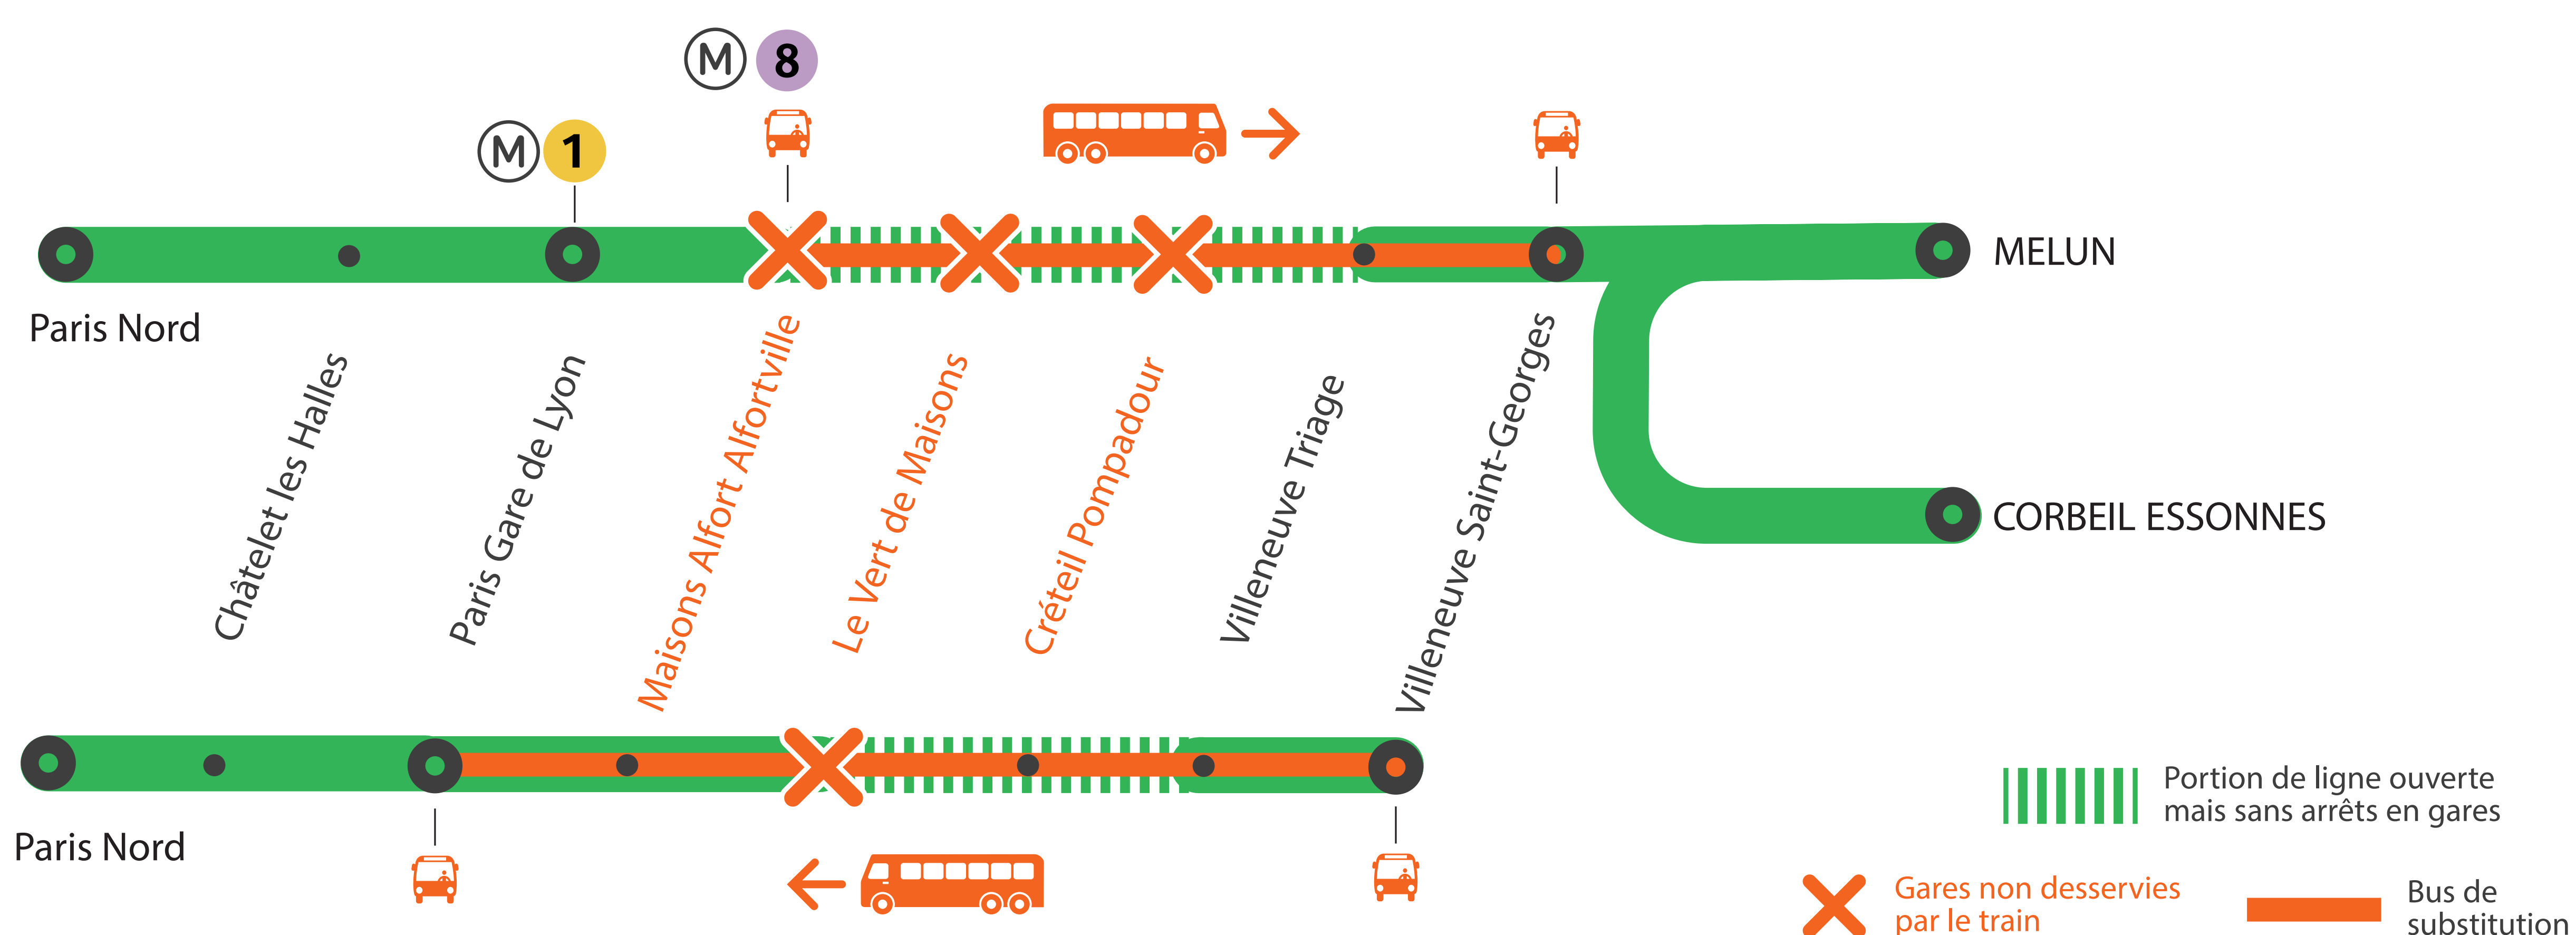 M 8
M 1
MELUN
Paris Nord
Châtelet les Halles
Paris Gare de Lyon
Maisons Alfort Alfortville
Le Vert de Maisons
Créteil Pompadour
Villeneuve Triage
Villeneuve Saint-Georges
CORBEIL ESSONNES
Paris Nord
Portion de ligne ouverte
mais sans arrêts en gares
Gares non desservies
par le train
Bus de
substitution